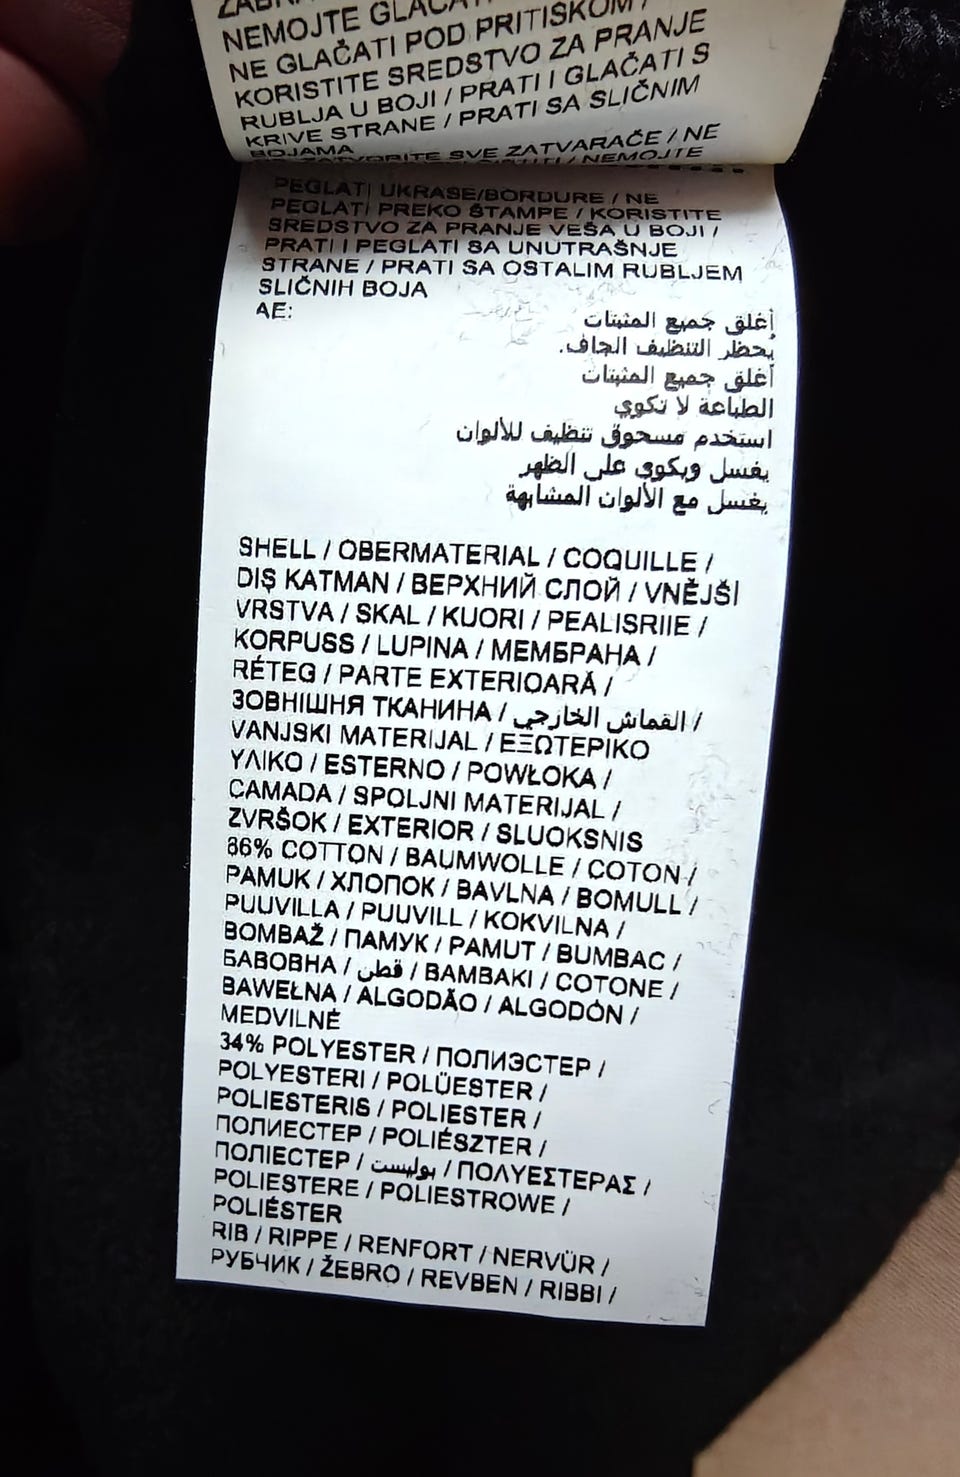 NEMOJTE
NE GLAČATI POD PRITISKOM /
KORISTITE SREDSTVO ZA PRANJE
RUBLJA U BOJI / PRATI I GLAČATI S
KRIVE STRANE / PRATI SA SLIČNIM
BOJAMA
SVE ZATVARAČE / NE
NEMOJTE
PEGLATI UKRASE/BORDURE / NE
PEGLATI PREKO ŠTAMPE / KORISTITE
SREDSTVO ZA PRANJE VEŠA U BOJI /
PRATI I PEGLATI SA UNUTRAŠNJE
STRANE / PRATI SA OSTALIM RUBLJEM
SLIČNIH BOJA
AE:
أغلق جميع المثبتات
يُحظر التنظيف الجاف.
أغلق جميع المثبتات
الطباعة لا تكوي
استخدم مسحوق تنظيف للألوان
يغسل ويكوى على الظهر
يغسل مع الألوان المشابهة
SHELL / OBERMATERIAL / COQUILLE /
DIŞ KATMAN / ВЕРХНИЙ СЛОЙ / VNĚJŠÍ
VRSTVA / SKAL / KUORI / PEALISRIIE /
KORPUSS / LUPINA / МЕМБРАНА /
RÉTEG / PARTE EXTERIOARĂ /
ЗОВНІШНЯ ТКАНИНА / القماش الخارجي /
VANJSKI MATERIJAL / ΕΞΩΤΕΡΙΚΟ
ΥΛΙΚΟ / ESTERNO / POWŁOKA /
CAMADA / SPOLJNI MATERIJAL /
ZVRŠOK / EXTERIOR / SLUOKSNIS
COTTON / BAUMWOLLE / COTON /
PAMUK / ХЛОПОК / BAVLNA / BOMULL /
PUUVILLA / PUUVILL / KOKVILNA /
BOMBAŽ / ПАМУК / PAMUT / BUMBAC /
БАВОВНА / قطن / BAMBAKI / COTONE /
BAWEŁNA / ALGODÃO / ALGODÓN /
MEDVILNĖ
34% POLYESTER / ПОЛИЭСТЕР /
POLYESTERI / POLÜESTER /
POLIESTERIS / POLIESTER /
ПОЛИЕСТЕР / POLIÉSZTER /
ПОЛІЕСТЕР / بوليست / ΠΟΛΥΕΣΤΕΡΑΣ /
POLIESTERE / POLIESTROWE /
POLIÉSTER
RIB / RIPPE / RENFORT / NERVÜR /
РУБЧИК / ŽEBRO / REVBEN / RIBBI /